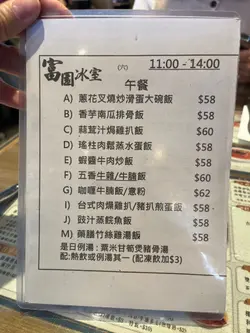 富園冰室 (六) 11:00 - 14:00
午餐
A) 蔥花叉燒炒滑蛋大碗飯 $58
B) 香芋南瓜排骨飯 $58
C) 蒜茸汁焗雞扒飯 $60
D) 瑤柱肉鬆蒸水蛋飯 $58
E) 蝦醬牛肉炒飯 $58
F) 五香牛雜/牛腩飯 $60
G) 咖喱牛腩飯/意粉 $62
I) 台式肉燥雞扒/豬扒煎蛋飯 $58
J) 豉汁蒸鯇魚飯 $58
M) 藥膳竹絲雞湯飯 $58
是日例湯: 粟米甘荀煲豬骨湯
配:熱飲或例湯其一 (配凍飲加$3)